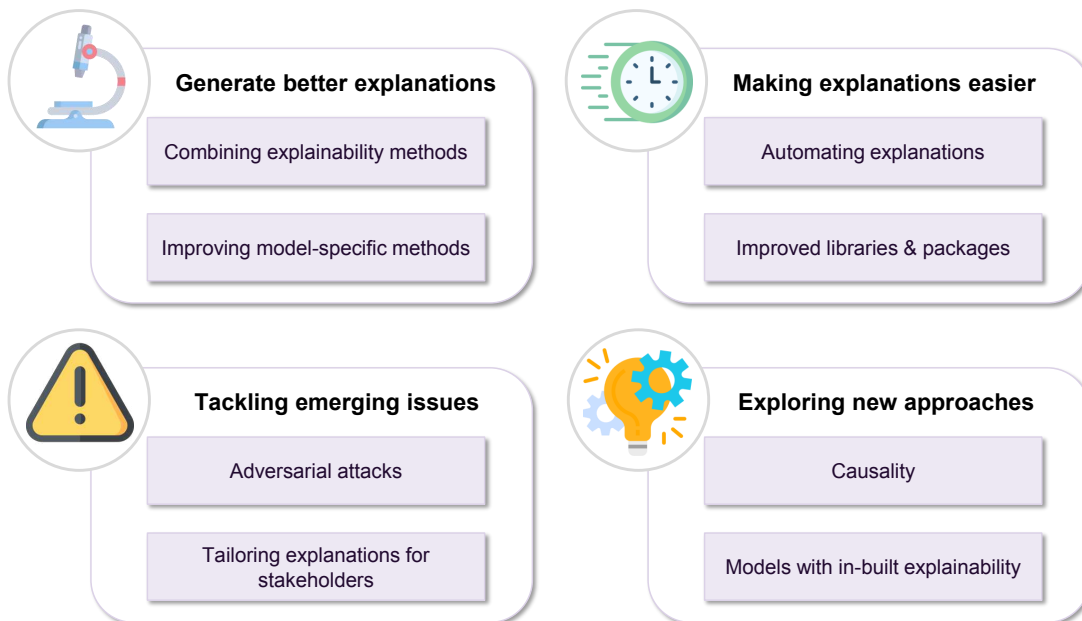 Generate better explanations
Combining explainability methods
Improving model-specific methods
Making explanations easier
Automating explanations
Improved libraries & packages
Tackling emerging issues
Adversarial attacks
Tailoring explanations for
stakeholders
Exploring new approaches
Causality
Models with in-built explainability